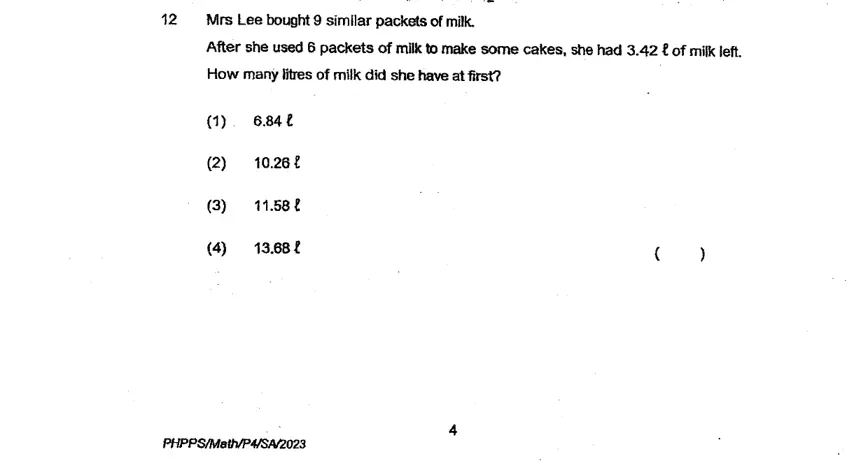 12 Mrs Lee bought 9 similar packets of milk.
After she used 6 packets of milk to make some cakes, she had 3.42 ℓ of milk left.
How many litres of milk did she have at first?
(1) 6.84 ℓ
(2) 10.26 ℓ
(3) 11.58 ℓ
(4) 13.68 ℓ ( )
4
PHPPS/Math/P4/SA/2023